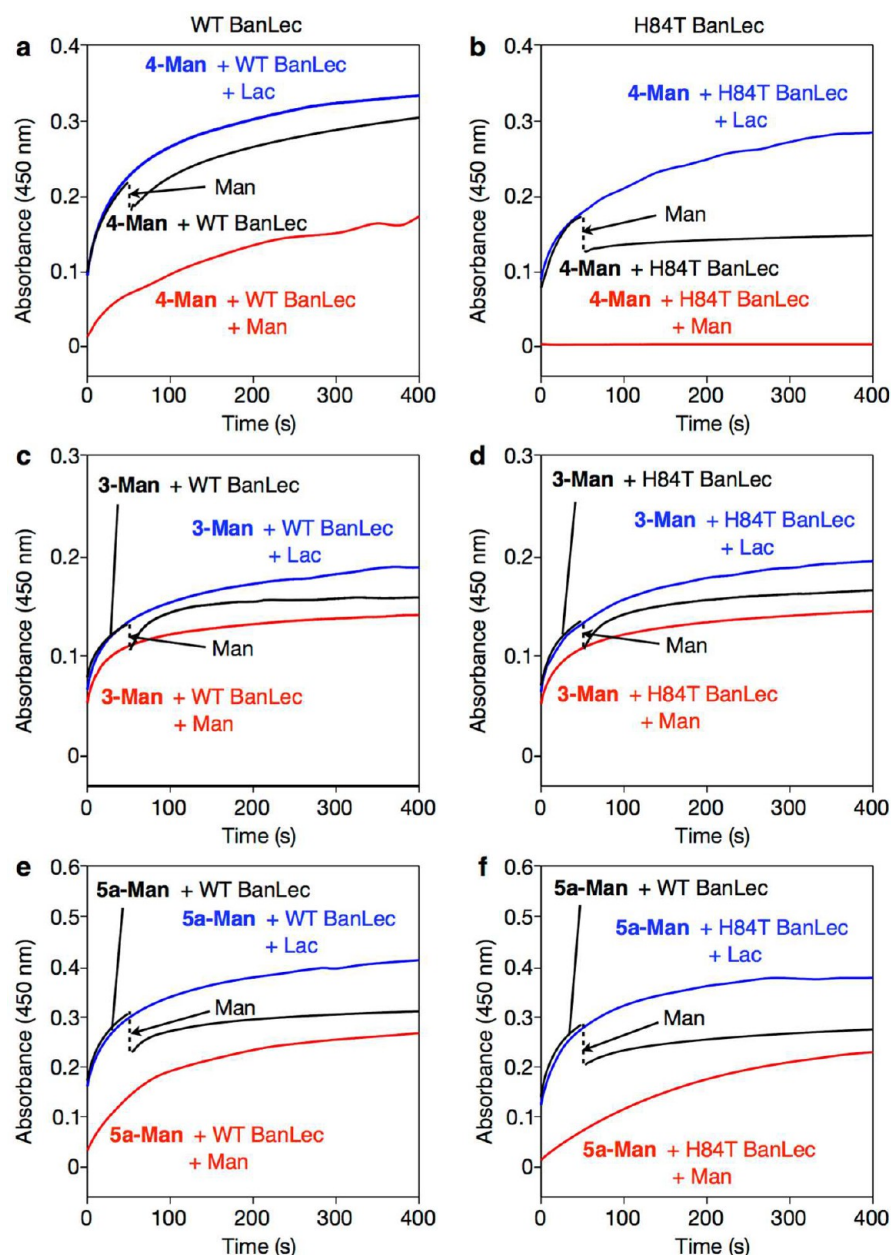 WT BanLec
H84T BanLec
a
0.4
0.3
0.2
0.1
0
Absorbance (450 nm)
4-Man + WT BanLec
+ Lac
Man
4-Man + WT BanLec
4-Man + WT BanLec
+ Man
0 100 200 300 400
Time (s)
b
0.4
0.3
0.2
0.1
0
Absorbance (450 nm)
4-Man + H84T BanLec
+ Lac
Man
4-Man + H84T BanLec
4-Man + H84T BanLec
+ Man
0 100 200 300 400
Time (s)
c
0.3
0.2
0.1
0
Absorbance (450 nm)
3-Man + WT BanLec
3-Man + WT BanLec
+ Lac
Man
3-Man + WT BanLec
+ Man
0 100 200 300 400
Time (s)
d
0.3
0.2
0.1
0
Absorbance (450 nm)
3-Man + H84T BanLec
3-Man + H84T BanLec
+ Lac
Man
3-Man + H84T BanLec
+ Man
0 100 200 300 400
Time (s)
e
0.6
0.5
0.4
0.3
0.2
0.1
0
Absorbance (450 nm)
5a-Man + WT BanLec
5a-Man + WT BanLec
+ Lac
Man
5a-Man + WT BanLec
+ Man
0 100 200 300 400
Time (s)
f
0.6
0.5
0.4
0.3
0.2
0.1
0
Absorbance (450 nm)
5a-Man + WT BanLec
5a-Man + H84T BanLec
+ Lac
Man
5a-Man + H84T BanLec
+ Man
0 100 200 300 400
Time (s)